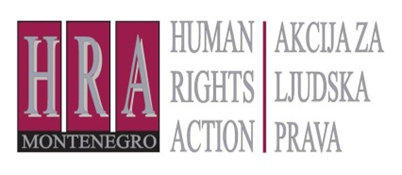 HRA
MONTENEGRO
HUMAN
RIGHTS
ACTION
AKCIJA ZA
LJUDSKA
PRAVA